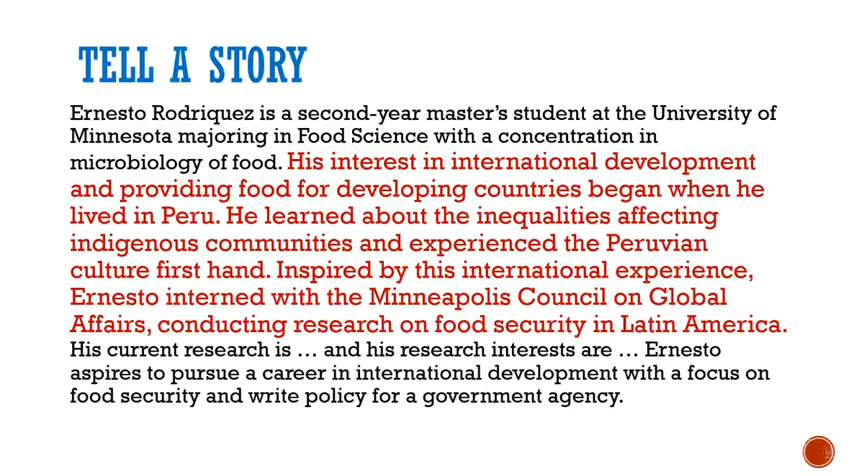 TELL A STORY
Ernesto Rodriquez is a second-year master's student at the University of
Minnesota majoring in Food Science with a concentration in
microbiology of food. His interest in international development
and providing food for developing countries began when he
lived in Peru. He learned about the inequalities affecting
indigenous communities and experienced the Peruvian
culture first hand. Inspired by this international experience,
Ernesto interned with the Minneapolis Council on Global
Affairs, conducting research on food security in Latin America.
His current research is … and his research interests are … Ernesto
aspires to pursue a career in international development with a focus on
food security and write policy for a government agency.